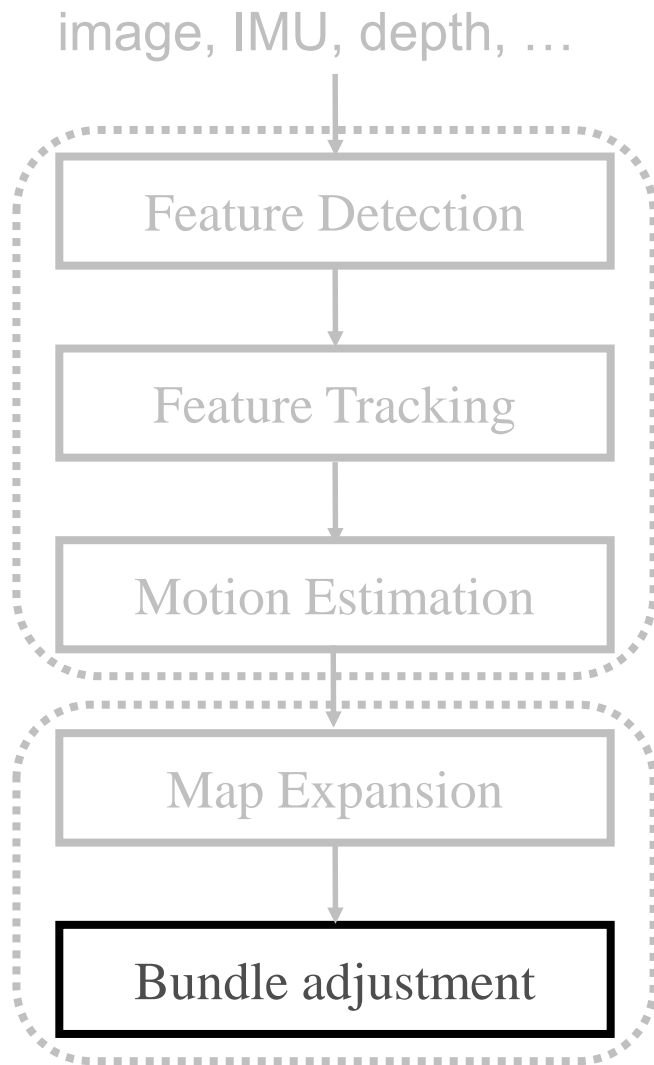 image, IMU, depth, …
Feature Detection
Feature Tracking
Motion Estimation
Map Expansion
Bundle adjustment